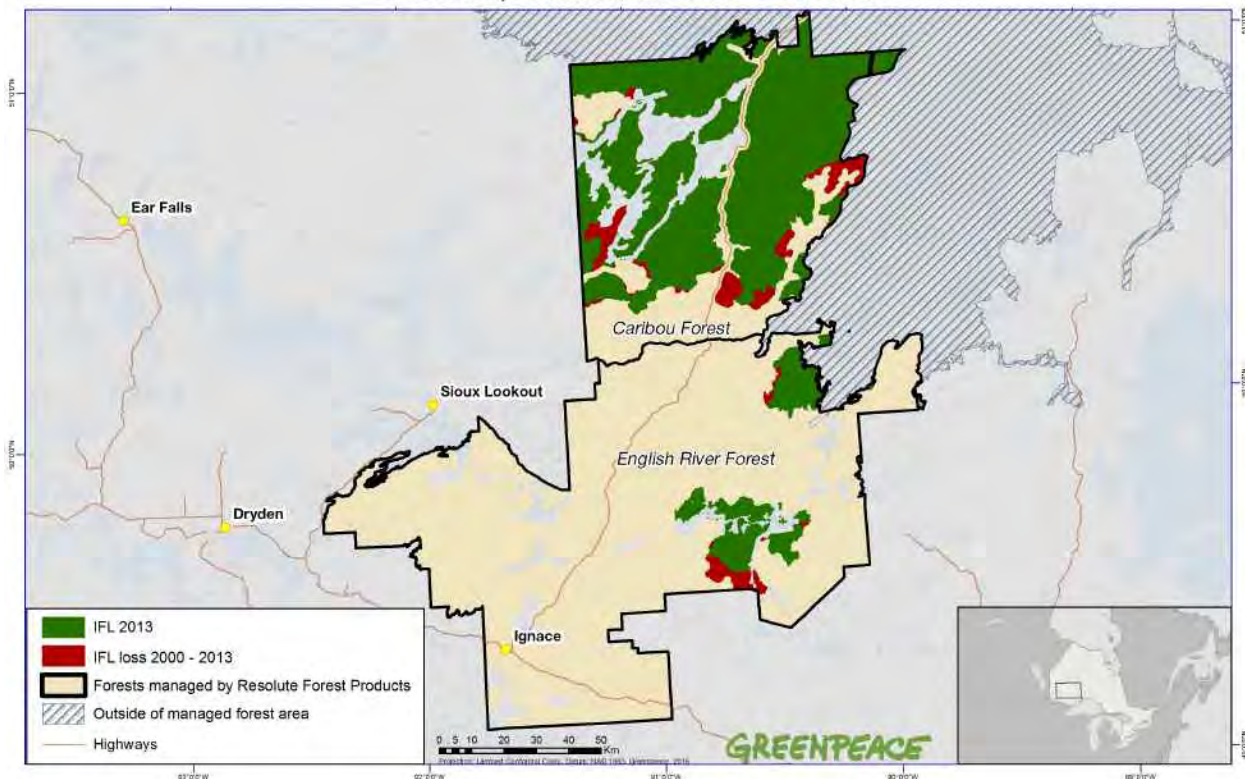 Ear Falls
Caribou Forest
Sioux Lookout
English River Forest
Dryden
Ignace
IFL 2013
IFL loss 2000 - 2013
Forests managed by Resolute Forest Products
Outside of managed forest area
Highways
0 5 10 20 30 40 50
Km
GREENPEACE